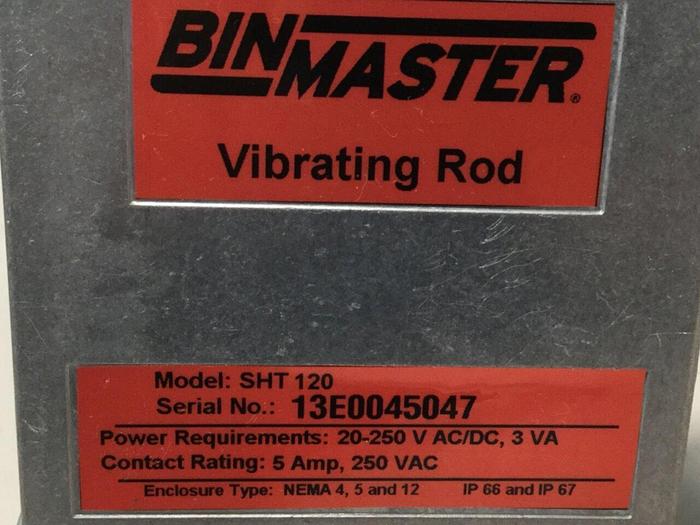 BINMASTER®
Vibrating Rod
Model: SHT 120
Serial No.: 13E0045047
Power Requirements: 20-250 V AC/DC, 3 VA
Contact Rating: 5 Amp, 250 VAC
Enclosure Type: NEMA 4, 5 and 12 IP 66 and IP 67